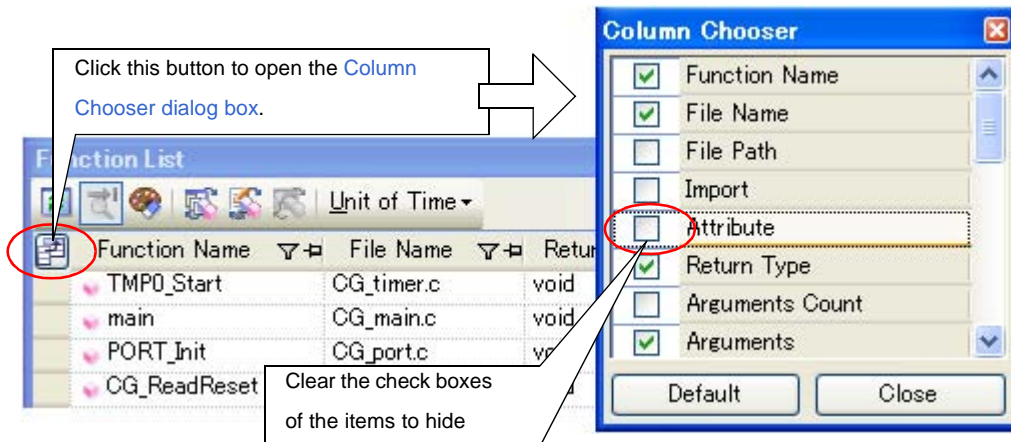 Column Chooser
Click this button to open the Column
Chooser dialog box.
Function Name
File Name
File Path
Import
Attribute
Return Type
Arguments Count
Arguments
Default Close
Function List
Unit of Time
Function Name File Name
TMP0_Start CG_timer.c void
main CG_main.c void
PORT_Init CG_port.c
CG_ReadReset
Clear the check boxes
of the items to hide